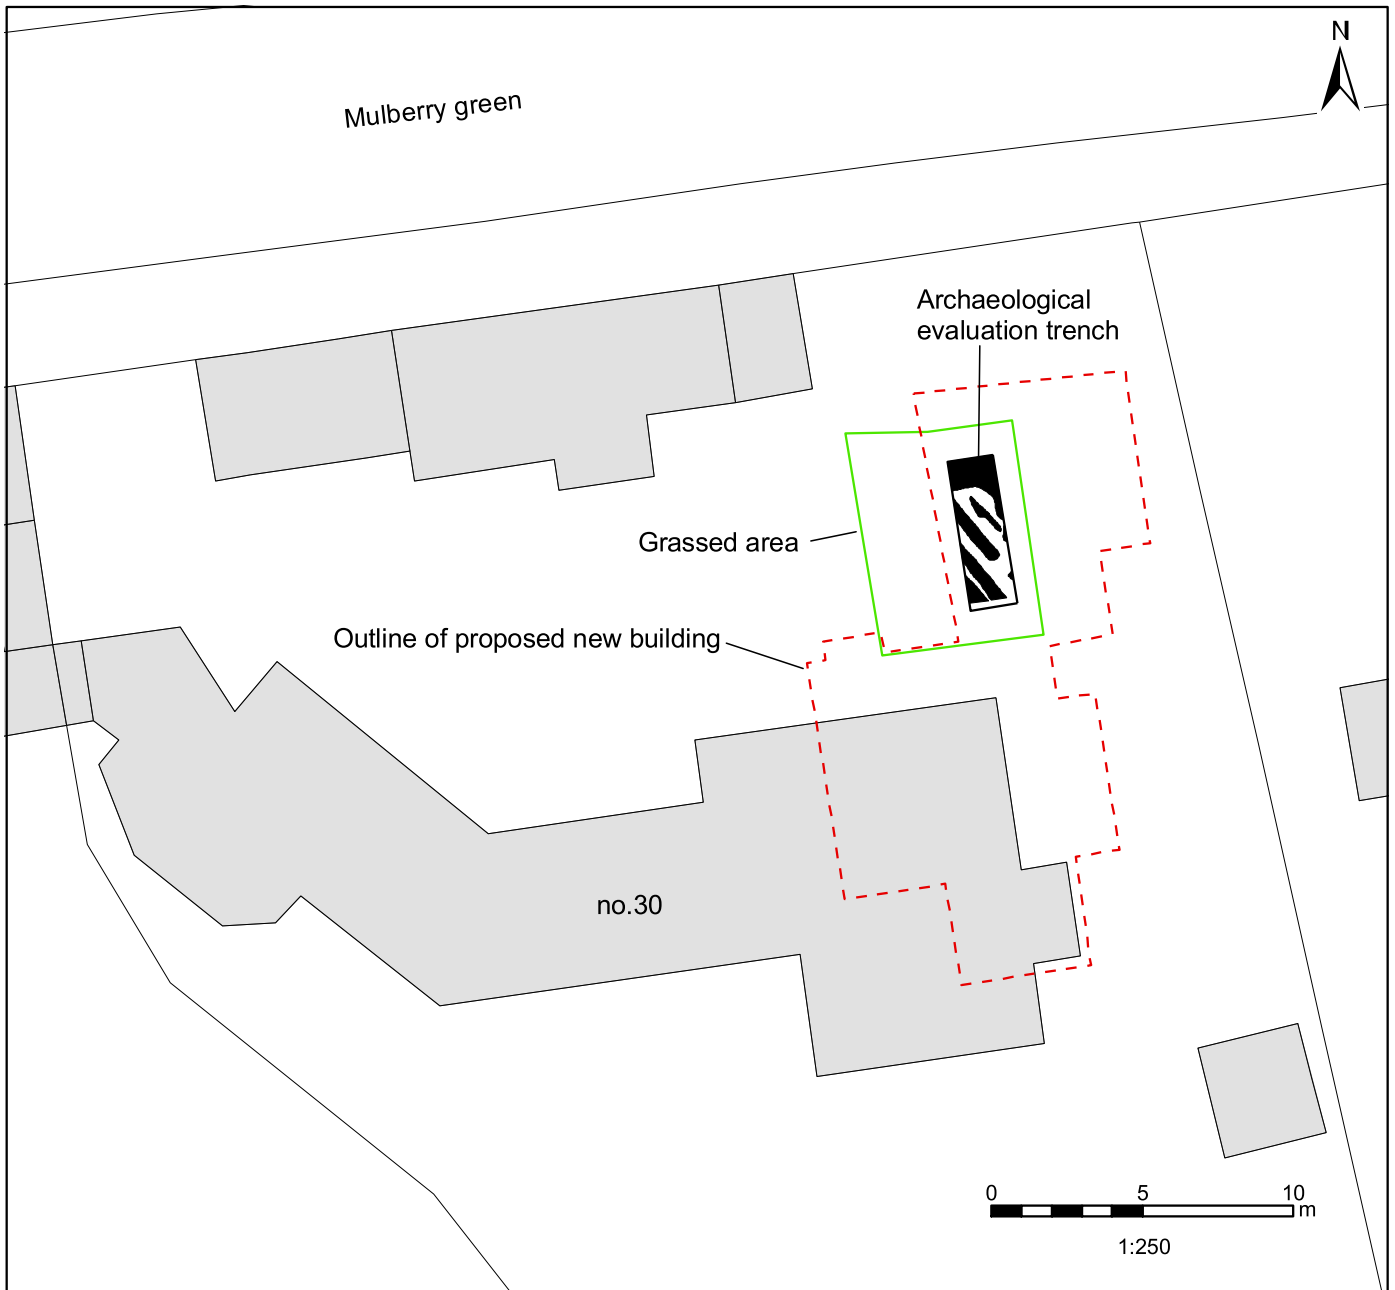 N
Mulberry green
Archaeological
evaluation trench
Grassed area
Outline of proposed new building
no.30
0 5 10
m
1:250